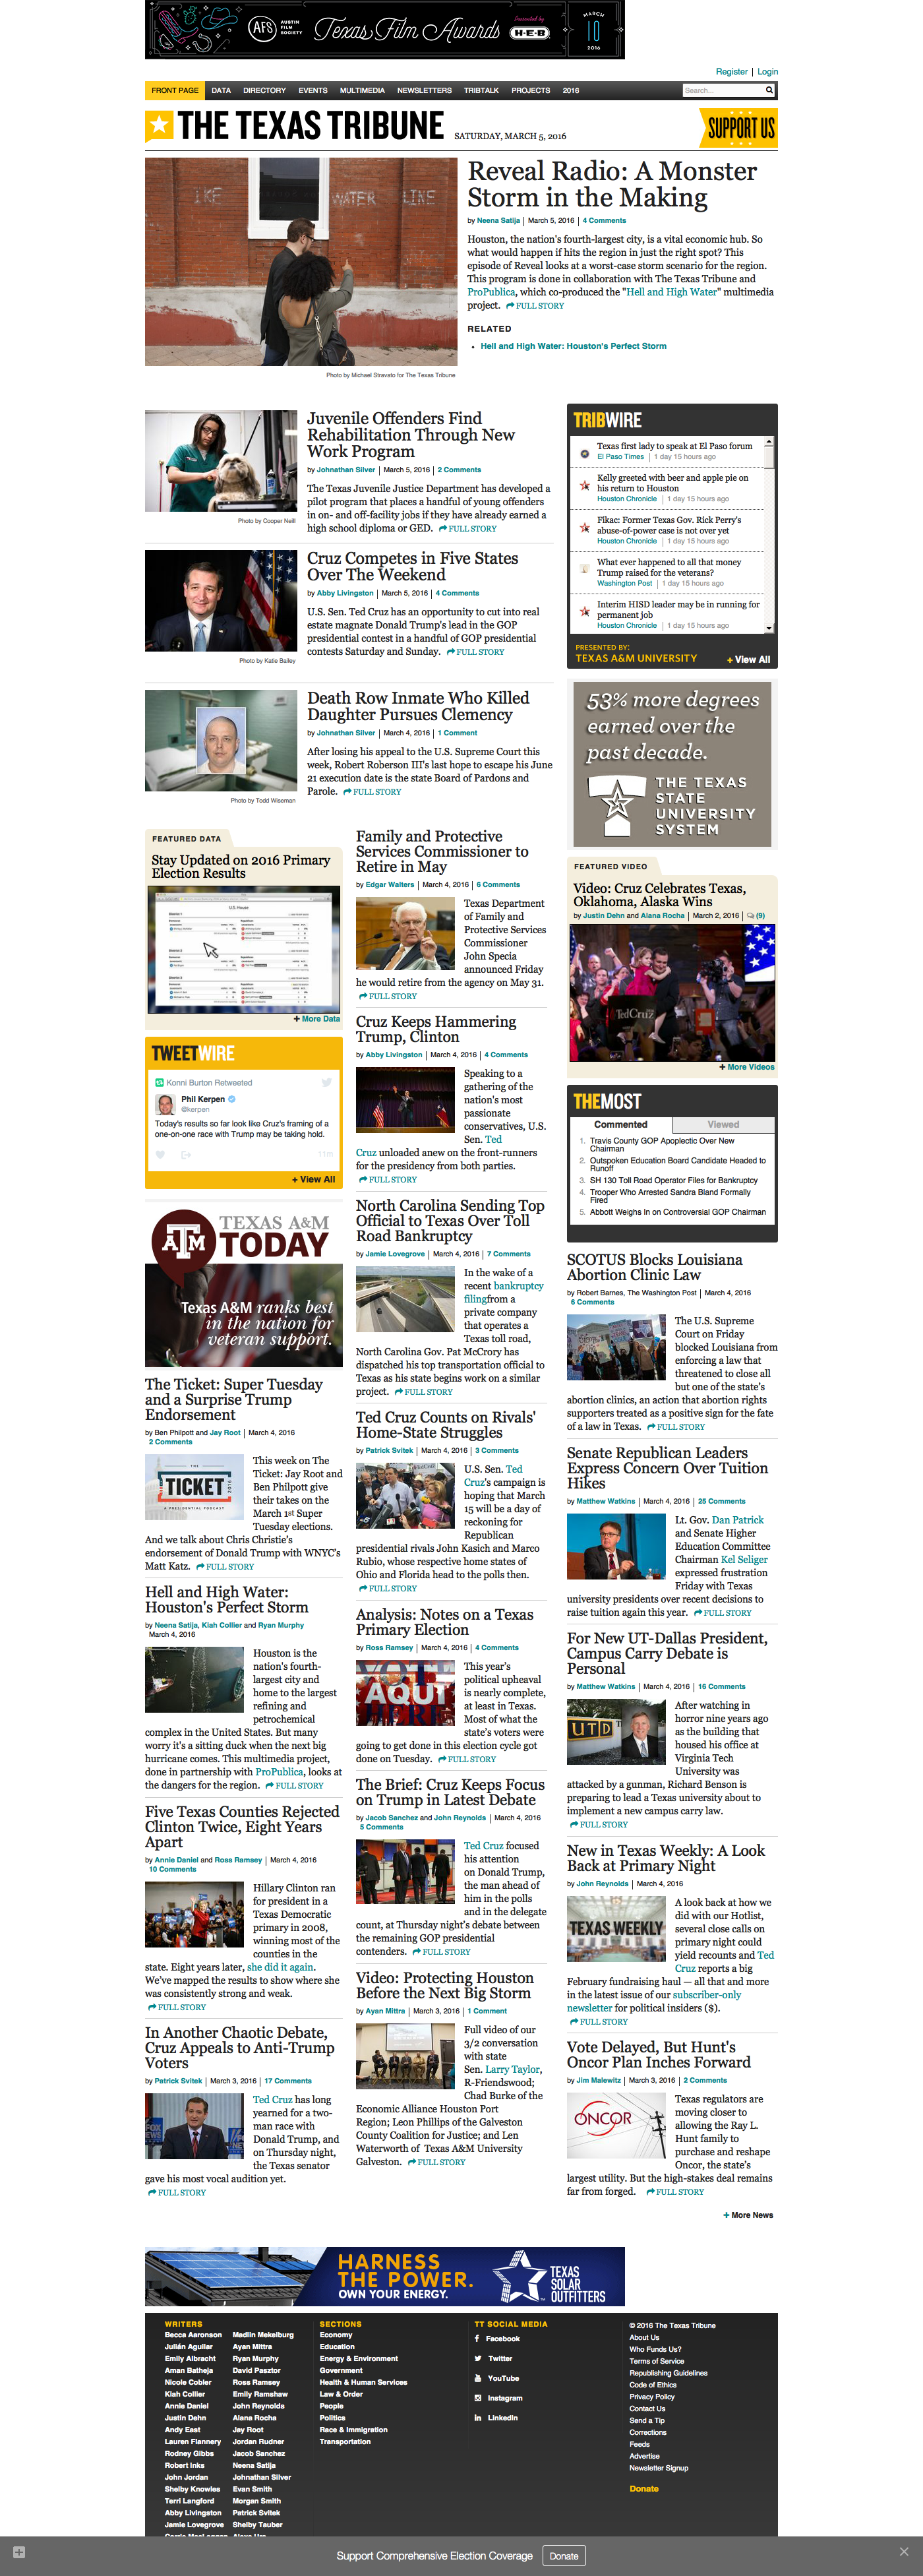 AFS
AUSTIN
FILM
SOCIETY
Texas Film Awards
Presented by
H-E-B
MARCH
10
2016
Register | Login
FRONT PAGE DATA DIRECTORY EVENTS MULTIMEDIA NEWSLETTERS TRIBTALK PROJECTS 2016
Search...
THE TEXAS TRIBUNE
SATURDAY, MARCH 5, 2016
SUPPORT US
IKE WATER LINE
Photo by Michael Stravato for The Texas Tribune
Reveal Radio: A Monster
Storm in the Making
by Neena Satija | March 5, 2016 | 4 Comments
Houston, the nation's fourth-largest city, is a vital economic hub. So
what would happen if hits the region in just the right spot? This
episode of Reveal looks at a worst-case storm scenario for the region.
This program is done in collaboration with The Texas Tribune and
ProPublica, which co-produced the "Hell and High Water" multimedia
project. FULL STORY
RELATED
• Hell and High Water: Houston's Perfect Storm
Photo by Cooper Neill
Juvenile Offenders Find
Rehabilitation Through New
Work Program
by Johnathan Silver | March 5, 2016 | 2 Comments
The Texas Juvenile Justice Department has developed a
pilot program that places a handful of young offenders
in on- and off-facility jobs if they have already earned a
high school diploma or GED. FULL STORY
Photo by Katie Bailey
Cruz Competes in Five States
Over The Weekend
by Abby Livingston | March 5, 2016 | 4 Comments
U.S. Sen. Ted Cruz has an opportunity to cut into real
estate magnate Donald Trump's lead in the GOP
presidential contest in a handful of GOP presidential
contests Saturday and Sunday. FULL STORY
Photo by Todd Wiseman
Death Row Inmate Who Killed
Daughter Pursues Clemency
by Johnathan Silver | March 4, 2016 | 1 Comment
After losing his appeal to the U.S. Supreme Court this
week, Robert Roberson III's last hope to escape his June
21 execution date is the state Board of Pardons and
Parole. FULL STORY
TRIBWIRE
Texas first lady to speak at El Paso forum
El Paso Times | 1 day 15 hours ago
Kelly greeted with beer and apple pie on
his return to Houston
Houston Chronicle | 1 day 15 hours ago
Pikac: Former Texas Gov. Rick Perry's
abuse-of-power case is not over yet
Houston Chronicle | 1 day 15 hours ago
What ever happened to all that money
Trump raised for the veterans?
Washington Post | 1 day 15 hours ago
Interim HISD leader may be in running for
permanent job
Houston Chronicle | 1 day 15 hours ago
PRESENTED BY:
TEXAS A&M UNIVERSITY
+ View All
53% more degrees
earned over the
past decade.
THE TEXAS
STATE
UNIVERSITY
SYSTEM
FEATURED DATA
Stay Updated on 2016 Primary
Election Results
U.S. House
+ More Data
TWEETWIRE
Konni Burton Retweeted
Phil Kerpen
@kerpen
Today's results so far look like Cruz's framing of a
one-on-one race with Trump may be taking hold.
11m
+ View All
TEXAS A&M
TODAY
ATM
Texas A&M ranks best
in the nation for
veteran support.
The Ticket: Super Tuesday
and a Surprise Trump
Endorsement
by Ben Philpott and Jay Root | March 4, 2016
2 Comments
THE
TICKET
2016
A PRESIDENTIAL PODCAST
This week on The
Ticket: Jay Root and
Ben Philpott give
their takes on the
March 1st Super
Tuesday elections.
And we talk about Chris Christie's
endorsement of Donald Trump with WNYC's
Matt Katz. FULL STORY
Hell and High Water:
Houston's Perfect Storm
by Neena Satija, Kiah Collier and Ryan Murphy
March 4, 2016
Houston is the
nation's fourth-
largest city and
home to the largest
refining and
petrochemical
complex in the United States. But many
worry it's a sitting duck when the next big
hurricane comes. This multimedia project,
done in partnership with ProPublica, looks at
the dangers for the region. FULL STORY
Five Texas Counties Rejected
Clinton Twice, Eight Years
Apart
by Annie Daniel and Ross Ramsey | March 4, 2016
10 Comments
Hillary Clinton ran
for president in a
Texas Democratic
primary in 2008,
winning most of the
counties in the
state. Eight years later, she did it again.
We've mapped the results to show where she
was consistently strong and weak.
FULL STORY
In Another Chaotic Debate,
Cruz Appeals to Anti-Trump
Voters
by Patrick Svitek | March 3, 2016 | 17 Comments
Ted Cruz has long
yearned for a two-
man race with
Donald Trump, and
on Thursday night,
the Texas senator
gave his most vocal audition yet.
FULL STORY
Family and Protective
Services Commissioner to
Retire in May
by Edgar Walters | March 4, 2016 | 6 Comments
Texas Department
of Family and
Protective Services
Commissioner
John Specia
announced Friday
he would retire from the agency on May 31.
FULL STORY
Cruz Keeps Hammering
Trump, Clinton
by Abby Livingston | March 4, 2016 | 4 Comments
Speaking to a
gathering of the
nation's most
passionate
conservatives, U.S.
Sen. Ted
Cruz unloaded anew on the front-runners
for the presidency from both parties.
FULL STORY
North Carolina Sending Top
Official to Texas Over Toll
Road Bankruptcy
by Jamie Lovegrove | March 4, 2016 | 7 Comments
In the wake of a
recent bankruptcy
filingfrom a
private company
that operates a
Texas toll road,
North Carolina Gov. Pat McCrory has
dispatched his top transportation official to
Texas as his state begins work on a similar
project. FULL STORY
Ted Cruz Counts on Rivals'
Home-State Struggles
by Patrick Svitek | March 4, 2016 | 3 Comments
U.S. Sen. Ted
Cruz's campaign is
hoping that March
15 will be a day of
reckoning for
Republican
presidential rivals John Kasich and Marco
Rubio, whose respective home states of
Ohio and Florida head to the polls then.
FULL STORY
Analysis: Notes on a Texas
Primary Election
by Ross Ramsey | March 4, 2016 | 4 Comments
AQUI
This year's
political upheaval
is nearly complete,
at least in Texas.
Most of what the
state's voters were
going to get done in this election cycle got
done on Tuesday. FULL STORY
The Brief: Cruz Keeps Focus
on Trump in Latest Debate
by Jacob Sanchez and John Reynolds | March 4, 2016
5 Comments
Ted Cruz focused
his attention
on Donald Trump,
the man ahead of
him in the polls
and in the delegate
count, at Thursday night's debate between
the remaining GOP presidential
contenders. FULL STORY
Video: Protecting Houston
Before the Next Big Storm
by Ayan Mittra | March 3, 2016 | 1 Comment
Full video of our
3/2 conversation
with state
Sen. Larry Taylor,
R-Friendswood;
Chad Burke of the
Economic Alliance Houston Port
Region; Leon Phillips of the Galveston
County Coalition for Justice; and Len
Waterworth of Texas A&M University
Galveston. FULL STORY
FEATURED VIDEO
Video: Cruz Celebrates Texas,
Oklahoma, Alaska Wins
by Justin Dehn and Alana Rocha | March 2, 2016 | (9)
TedCruz
+ More Videos
THEMOST
Commented Viewed
1. Travis County GOP Apoplectic Over New
Chairman
2. Outspoken Education Board Candidate Headed to
Runoff
3. SH 130 Toll Road Operator Files for Bankruptcy
4. Trooper Who Arrested Sandra Bland Formally
Fired
5. Abbott Weighs In on Controversial GOP Chairman
SCOTUS Blocks Louisiana
Abortion Clinic Law
by Robert Barnes, The Washington Post | March 4, 2016
6 Comments
The U.S. Supreme
Court on Friday
blocked Louisiana from
enforcing a law that
threatened to close all
but one of the state's
abortion clinics, an action that abortion rights
supporters treated as a positive sign for the fate
of a law in Texas. FULL STORY
Senate Republican Leaders
Express Concern Over Tuition
Hikes
by Matthew Watkins | March 4, 2016 | 25 Comments
Lt. Gov. Dan Patrick
and Senate Higher
Education Committee
Chairman Kel Seliger
expressed frustration
Friday with Texas
university presidents over recent decisions to
raise tuition again this year. FULL STORY
For New UT-Dallas President,
Campus Carry Debate is
Personal
by Matthew Watkins | March 4, 2016 | 16 Comments
UTD
After watching in
horror nine years ago
as the building that
housed his office at
Virginia Tech
University was
attacked by a gunman, Richard Benson is
preparing to lead a Texas university about to
implement a new campus carry law.
FULL STORY
New in Texas Weekly: A Look
Back at Primary Night
by John Reynolds | March 4, 2016
TEXAS WEEKLY
A look back at how we
did with our Hotlist,
several close calls on
primary night could
yield recounts and Ted
Cruz reports a big
February fundraising haul — all that and more
in the latest issue of our subscriber-only
newsletter for political insiders ($).
FULL STORY
Vote Delayed, But Hunt's
Oncor Plan Inches Forward
by Jim Malewitz | March 3, 2016 | 2 Comments
ONCOR
Texas regulators are
moving closer to
allowing the Ray L.
Hunt family to
purchase and reshape
Oncor, the state's
largest utility. But the high-stakes deal remains
far from forged. FULL STORY
+ More News
HARNESS
THE POWER.
OWN YOUR ENERGY.
TEXAS
SOLAR
OUTFITTERS
WRITERS
Becca Aaronson
Julián Aguilar
Emily Albracht
Aman Batheja
Nicole Cobler
Kiah Collier
Annie Daniel
Justin Dehn
Andy East
Lauren Flannery
Rodney Gibbs
Robert Inks
John Jordan
Shelby Knowles
Terri Langford
Abby Livingston
Jamie Lovegrove
Madlin Mekelburg
Ayan Mittra
Ryan Murphy
David Pasztor
Ross Ramsey
Emily Ramshaw
John Reynolds
Alana Rocha
Jay Root
Jordan Rudner
Jacob Sanchez
Neena Satija
Johnathan Silver
Evan Smith
Morgan Smith
Patrick Svitek
Shelby Tauber
SECTIONS
Economy
Education
Energy & Environment
Government
Health & Human Services
Law & Order
People
Politics
Race & Immigration
Transportation
TT SOCIAL MEDIA
Facebook
Twitter
YouTube
Instagram
LinkedIn
© 2016 The Texas Tribune
About Us
Who Funds Us?
Terms of Service
Republishing Guidelines
Code of Ethics
Privacy Policy
Contact Us
Send a Tip
Corrections
Feeds
Advertise
Newsletter Signup
Donate
Support Comprehensive Election Coverage Donate